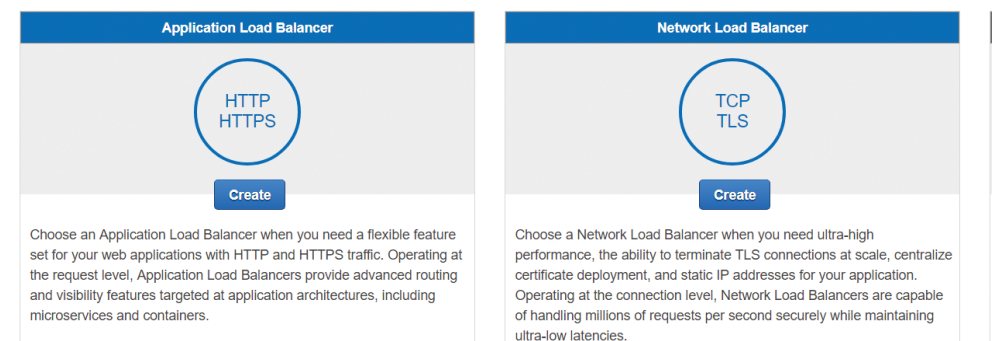 Application Load Balancer
HTTP
HTTPS
Create
Choose an Application Load Balancer when you need a flexible feature
set for your web applications with HTTP and HTTPS traffic. Operating at
the request level, Application Load Balancers provide advanced routing
and visibility features targeted at application architectures, including
microservices and containers.
Network Load Balancer
TCP
TLS
Create
Choose a Network Load Balancer when you need ultra-high
performance, the ability to terminate TLS connections at scale, centralize
certificate deployment, and static IP addresses for your application.
Operating at the connection level, Network Load Balancers are capable
of handling millions of requests per second securely while maintaining
ultra-low latencies.